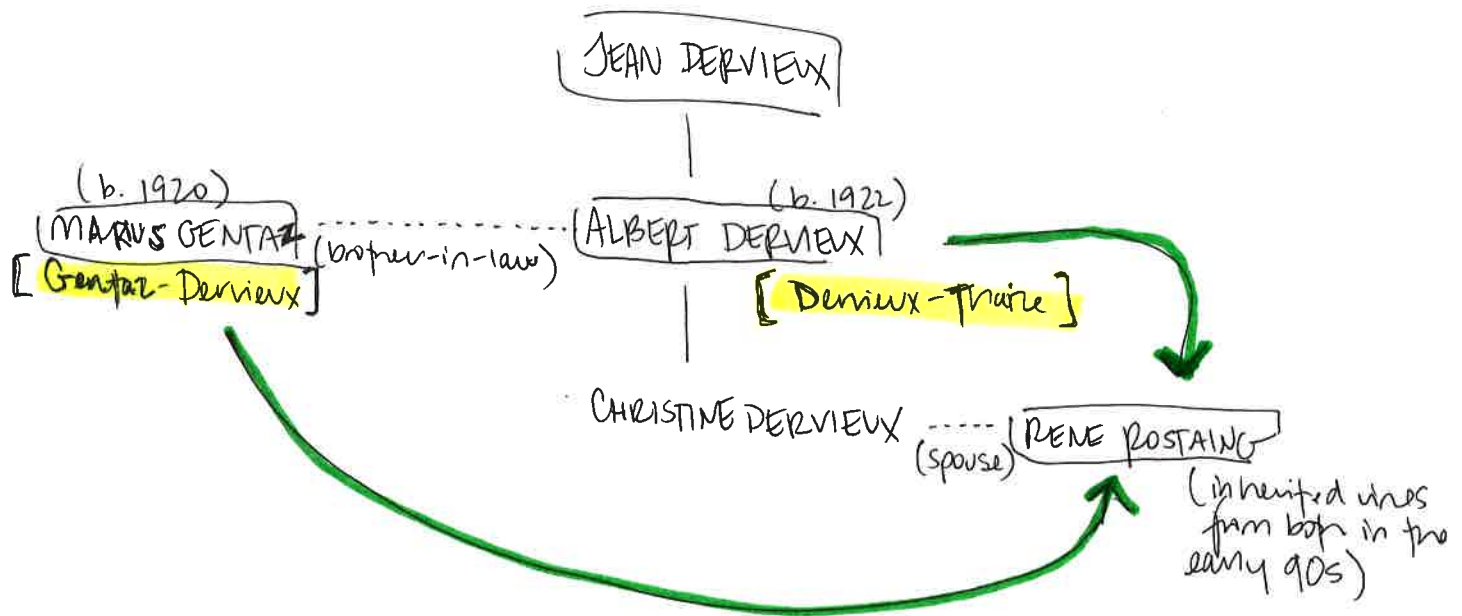 JEAN DERVIEUX
(b. 1920)
(b. 1922)
MARIUS GENTAZ
(brother-in-law)
ALBERT DERVIEUX
[Gentaz-Dervieux]
[Dervieux-Thaize]
CHRISTINE DERVIEUX
(spouse)
RENE ROSTAING
(inherited vines
from both in the
early 90s)